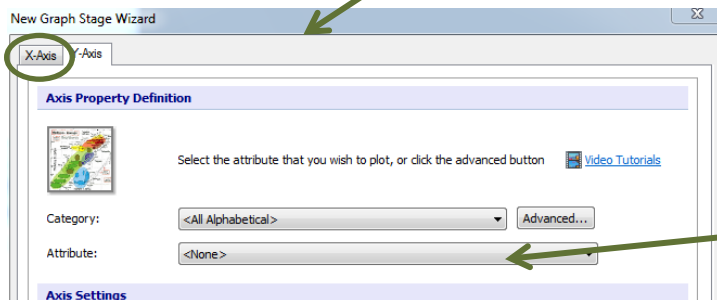 New Graph Stage Wizard
X-Axis Y-Axis
Axis Property Definition
Select the attribute that you wish to plot, or click the advanced button Video Tutorials
Category: <All Alphabetical> Advanced...
Attribute: <None>
Axis Settings